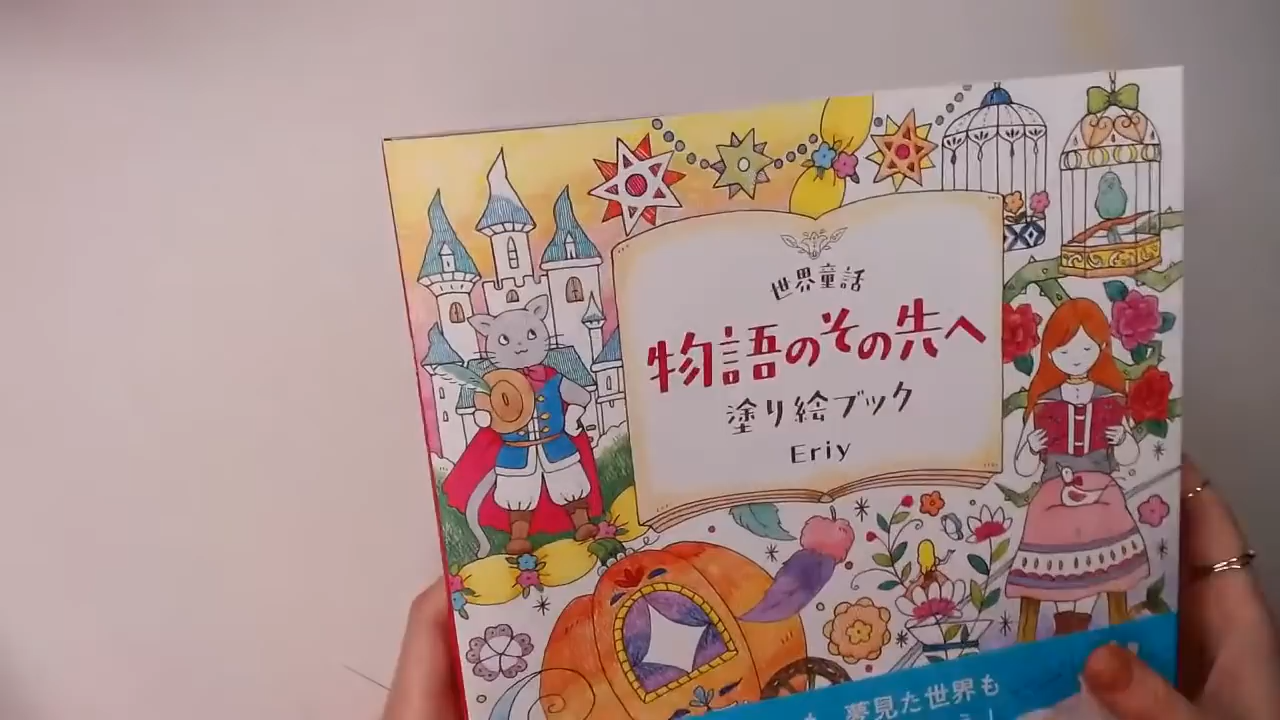 世界童話
物語のその先へ
塗り絵ブック
Eriy
夢見た世界も